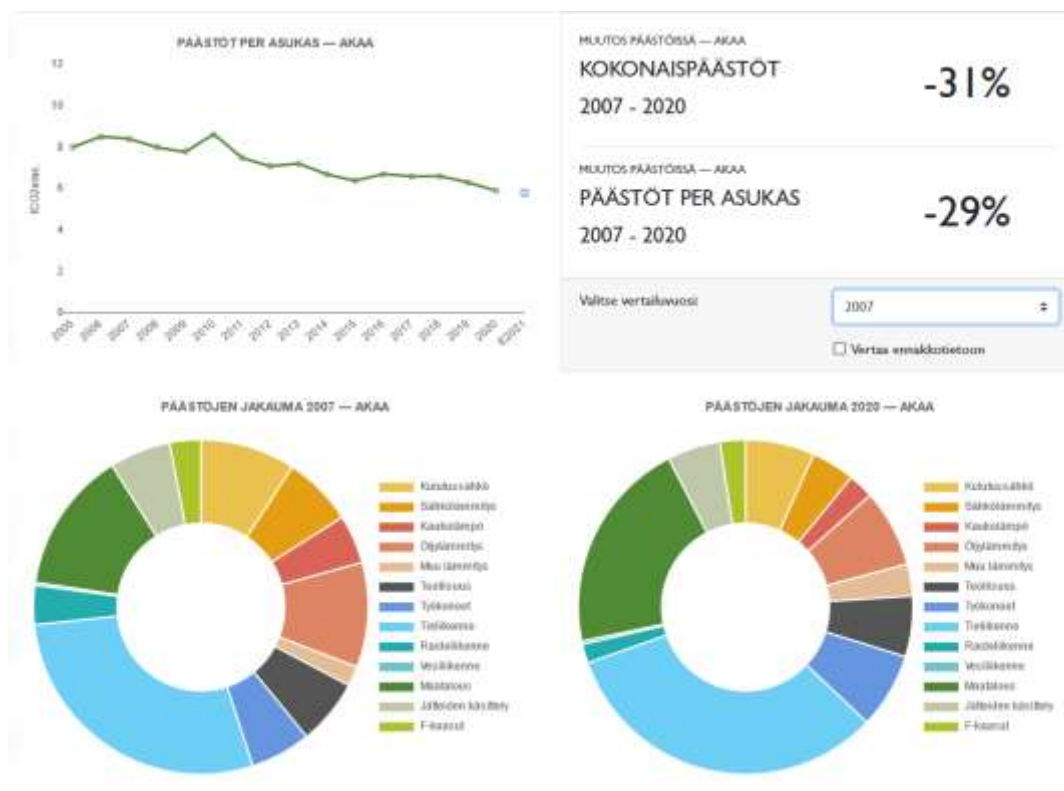 PÄÄSTÖT PER ASUKAS — AKAA
12
10
8
6
4
2
0
tCO2ekv.
2005 2006 2007 2008 2009 2010 2011 2012 2013 2014 2015 2016 2017 2018 2019 2020 E2021
MUUTOS PÄÄSTÖISSÄ — AKAA
KOKONAISPÄÄSTÖT
2007 - 2020
-31%
MUUTOS PÄÄSTÖISSÄ — AKAA
PÄÄSTÖT PER ASUKAS
2007 - 2020
-29%
Valitse vertailuvuosi
2007
Vertaa ennakkotietoon
PÄÄSTÖJEN JAKAUMA 2007 — AKAA
Kulutussähkö
Sähkölämmitys
Kaukolämpö
Öljylämmitys
Muu lämmitys
Teollisuus
Työkoneet
Tieliikenne
Raideliikenne
Vesiliikenne
Maatalous
Jätteiden käsittely
F-kaasut
PÄÄSTÖJEN JAKAUMA 2020 — AKAA
Kulutussähkö
Sähkölämmitys
Kaukolämpö
Öljylämmitys
Muu lämmitys
Teollisuus
Työkoneet
Tieliikenne
Raideliikenne
Vesiliikenne
Maatalous
Jätteiden käsittely
F-kaasut